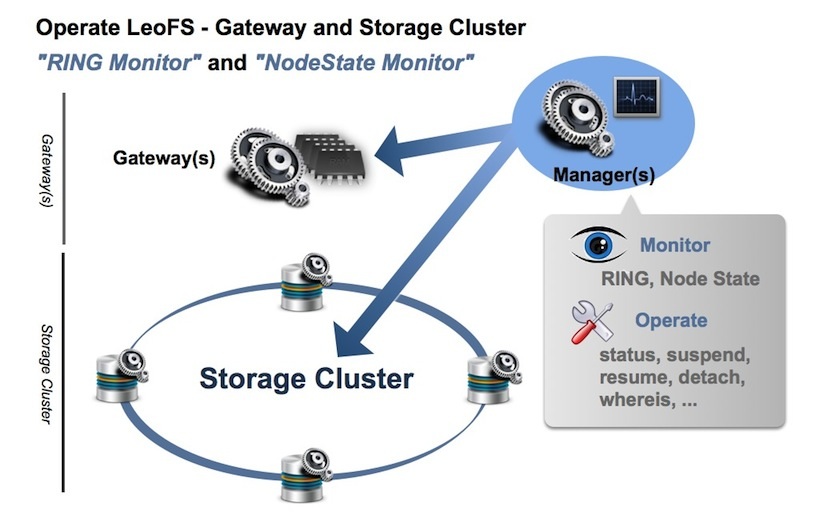 Operate LeoFS - Gateway and Storage Cluster
"RING Monitor" and "NodeState Monitor"
Gateway(s)
Gateway(s)
Manager(s)
Monitor
RING, Node State
Operate
status, suspend,
resume, detach,
whereis, ...
Storage Cluster
Storage Cluster